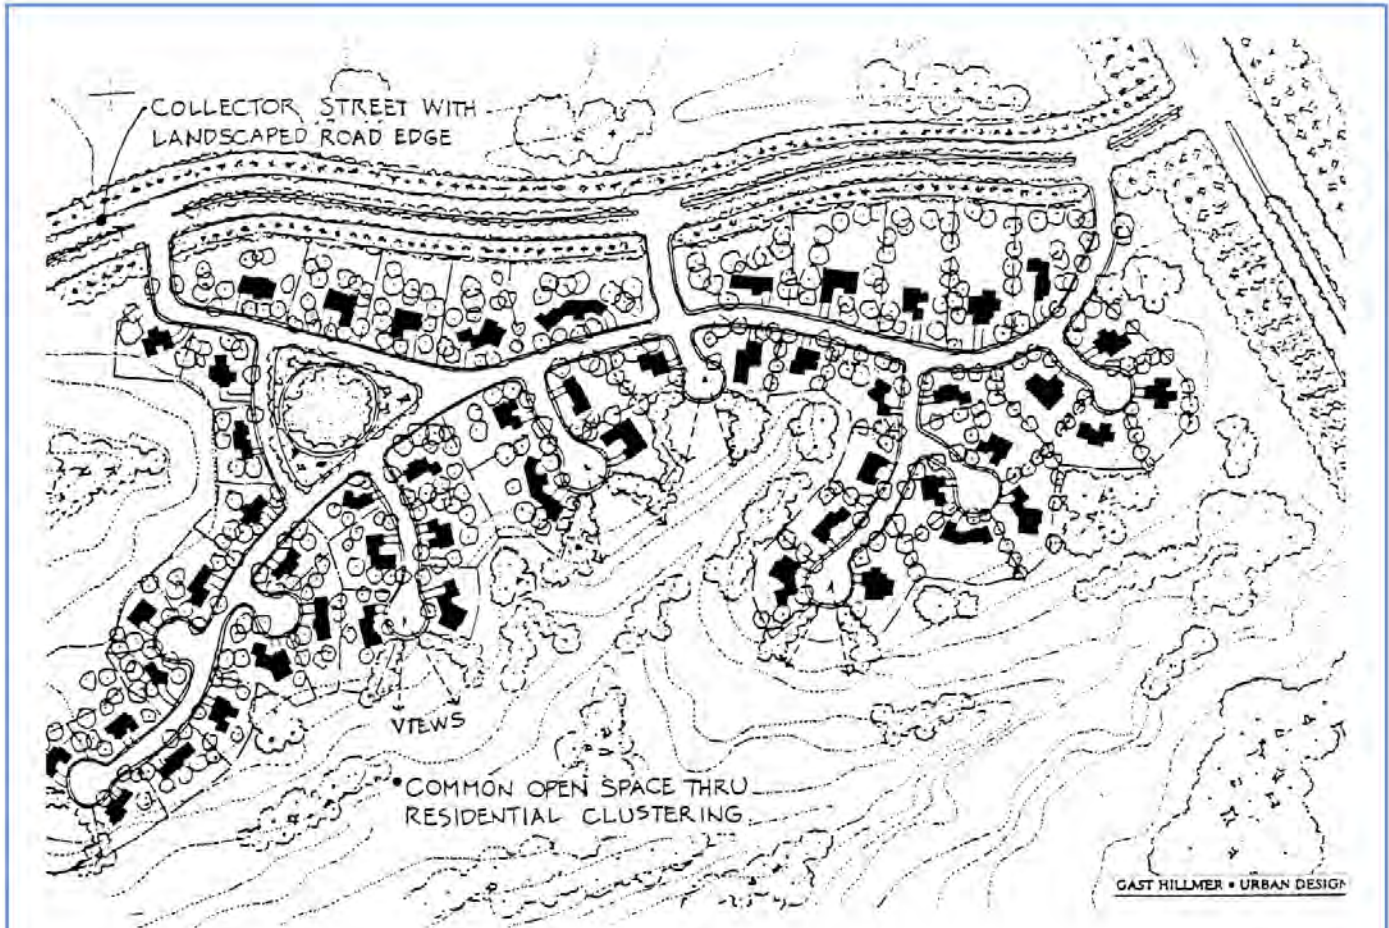 COLLECTOR STREET WITH
LANDSCAPED ROAD EDGE
VIEWS
COMMON OPEN SPACE THRU
RESIDENTIAL CLUSTERING
GAST HILLMER • URBAN DESIGN